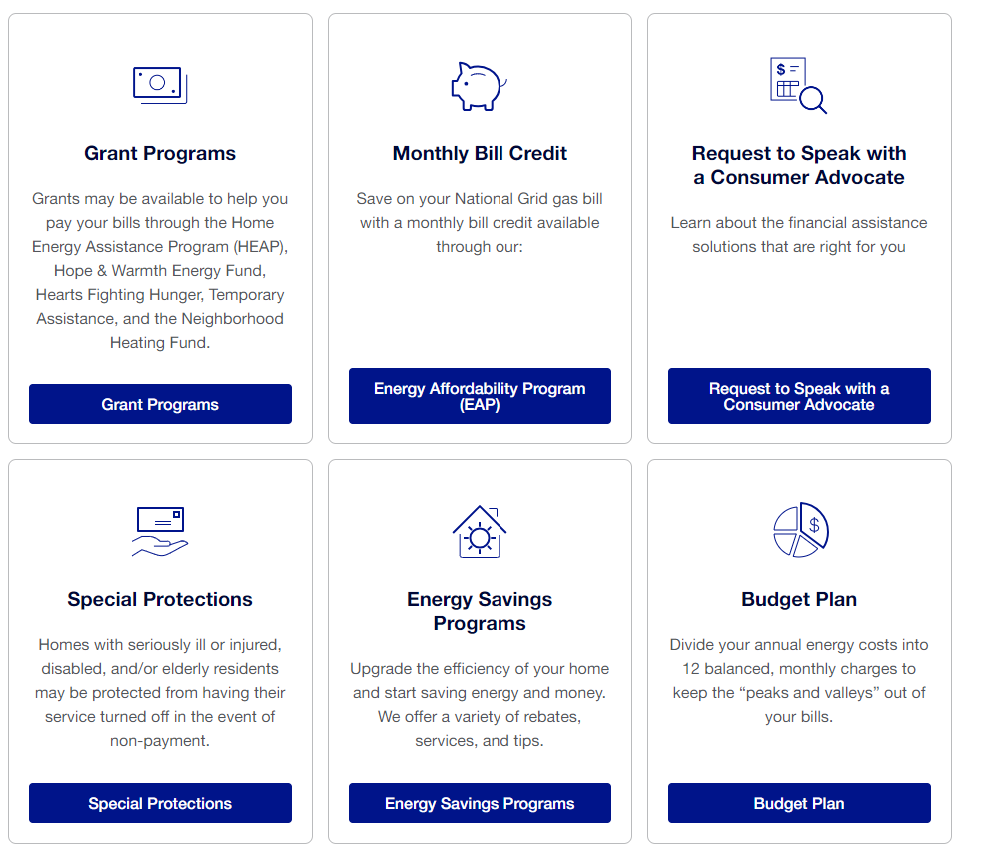 Grant Programs
Grants may be available to help you
pay your bills through the Home
Energy Assistance Program (HEAP),
Hope & Warmth Energy Fund,
Hearts Fighting Hunger, Temporary
Assistance, and the Neighborhood
Heating Fund.
Grant Programs
Monthly Bill Credit
Save on your National Grid gas bill
with a monthly bill credit available
through our:
Energy Affordability Program
(EAP)
$
Request to Speak with
a Consumer Advocate
Learn about the financial assistance
solutions that are right for you
Request to Speak with a
Consumer Advocate
Special Protections
Homes with seriously ill or injured,
disabled, and/or elderly residents
may be protected from having their
service turned off in the event of
non-payment.
Special Protections
Energy Savings
Programs
Upgrade the efficiency of your home
and start saving energy and money.
We offer a variety of rebates,
services, and tips.
Energy Savings Programs
$
Budget Plan
Divide your annual energy costs into
12 balanced, monthly charges to
keep the “peaks and valleys” out of
your bills.
Budget Plan